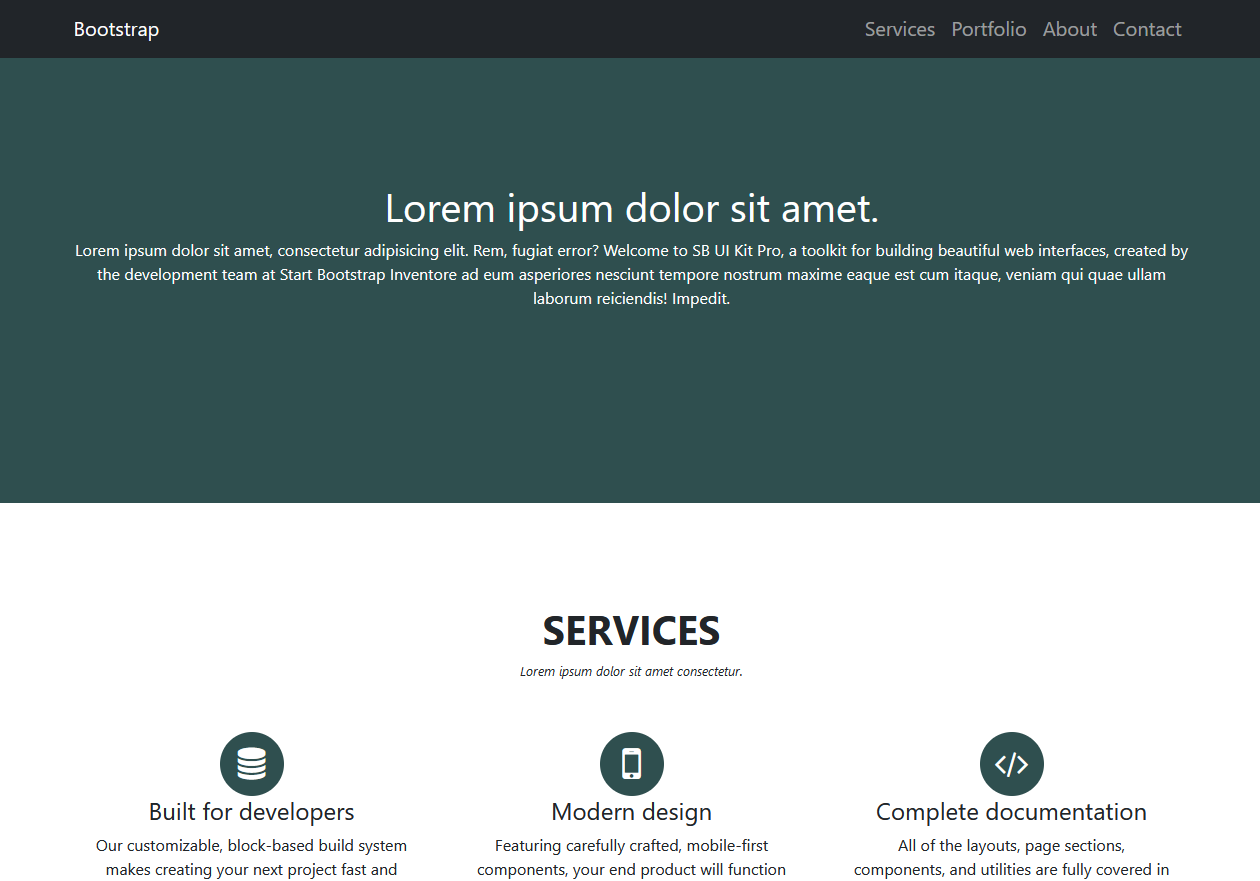 Bootstrap
Services Portfolio About Contact
Lorem ipsum dolor sit amet.
Lorem ipsum dolor sit amet, consectetur adipisicing elit. Rem, fugiat error? Welcome to SB UI Kit Pro, a toolkit for building beautiful web interfaces, created by
the development team at Start Bootstrap Inventore ad eum asperiores nesciunt tempore nostrum maxime eaque est cum itaque, veniam qui quae ullam
laborum reiciendis! Impedit.
SERVICES
Lorem ipsum dolor sit amet consectetur.
Built for developers
Our customizable, block-based build system
makes creating your next project fast and
Modern design
Featuring carefully crafted, mobile-first
components, your end product will function
Complete documentation
All of the layouts, page sections,
components, and utilities are fully covered in